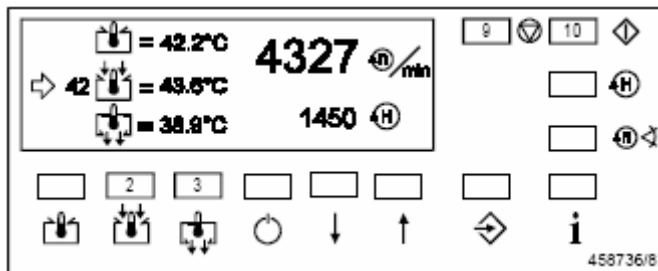 = 42.2°C
4327 n/min
42 = 43.6°C
= 38.9°C
1450 H
9 10
H
n
2 3
i
458736/8